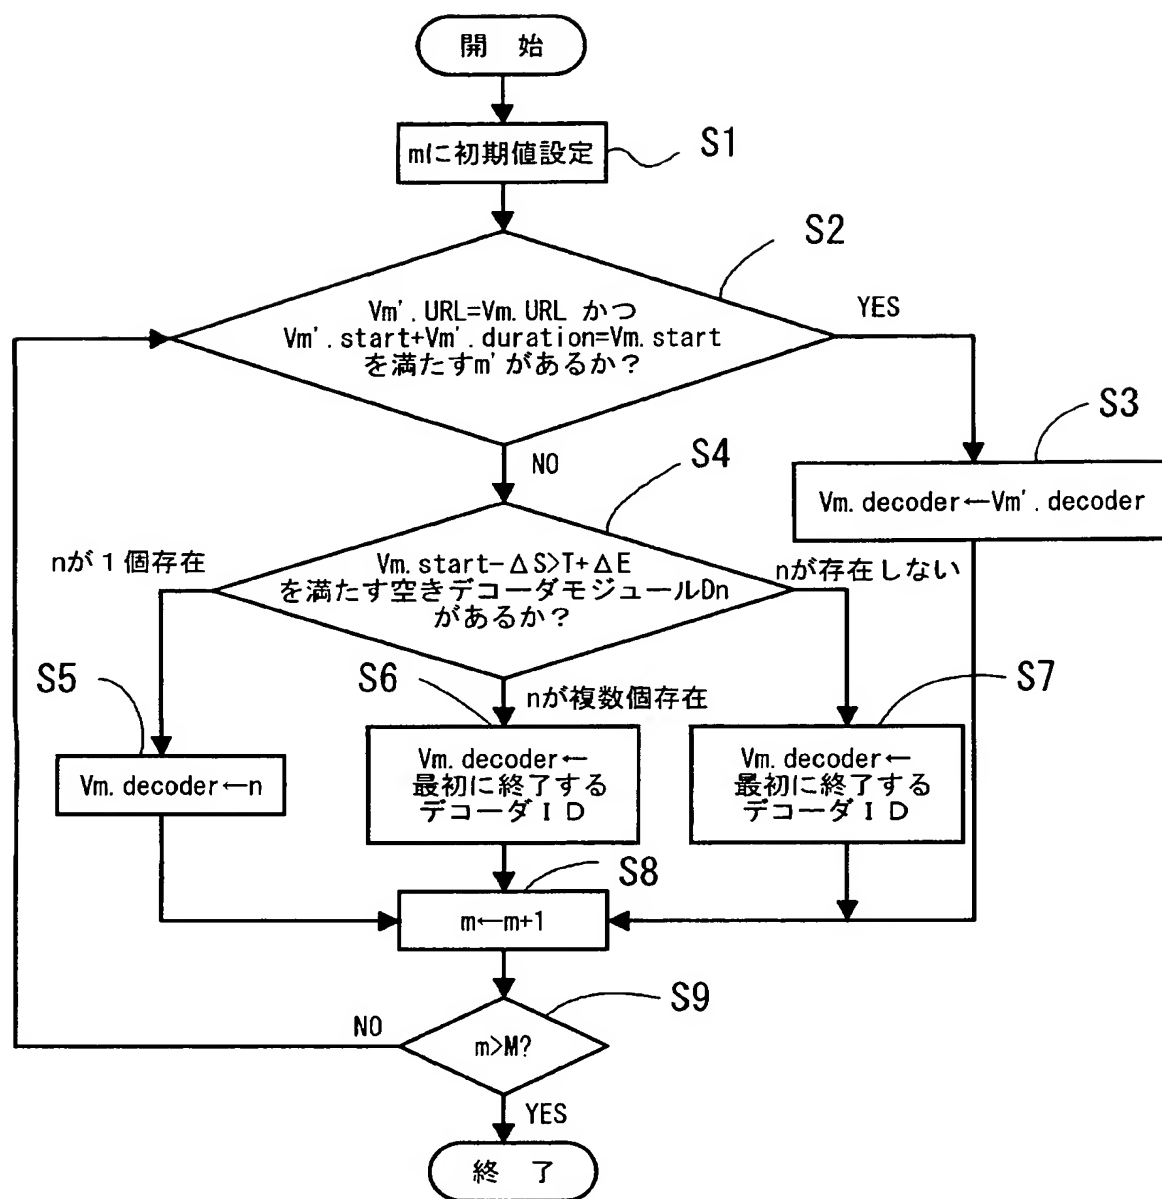 開 始
mに初期値設定
S1
S2
Vm'.URL=Vm.URL かつ
Vm'.start+Vm'.duration=Vm.start
を満たすm'があるか？
YES
S3
Vm.decoder←Vm'.decoder
NO
S4
nが１個存在
Vm.start-ΔS>T+ΔE
を満たす空きデコーダモジュールDn
があるか？
nが存在しない
S5
Vm.decoder←n
S6
nが複数個存在
Vm.decoder←
最初に終了する
デコーダＩＤ
S7
Vm.decoder←
最初に終了する
デコーダＩＤ
S8
m←m+1
S9
NO
m>M?
YES
終 了